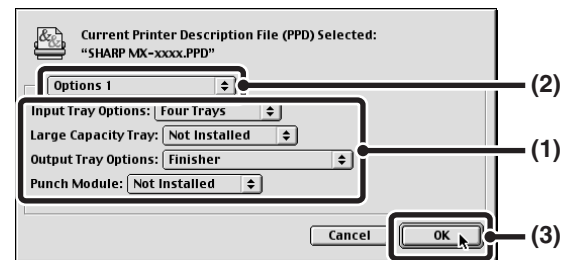 Current Printer Description File (PPD) Selected:
“SHARP MX-xxxx.PPD”
Options 1
(2)
Input Tray Options: Four Trays
Large Capacity Tray: Not Installed
(1)
Output Tray Options: Finisher
Punch Module: Not Installed
Cancel OK
(3)